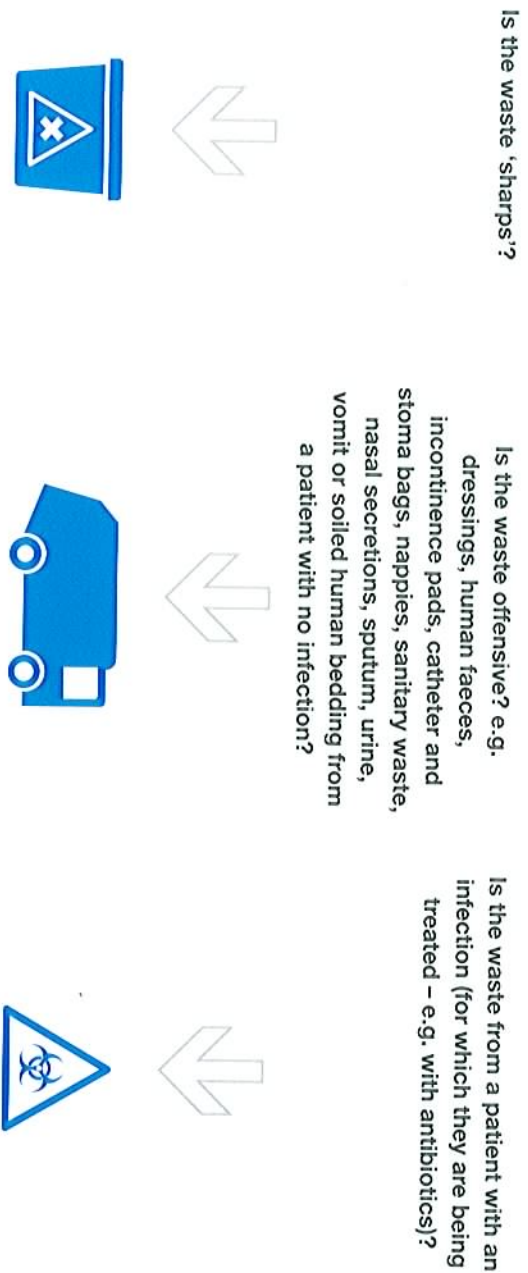 Is the waste ‘sharps’?
Is the waste offensive? e.g.
dressings, human faeces,
incontinence pads, catheter and
stoma bags, nappies, sanitary waste,
nasal secretions, sputum, urine,
vomit or soiled human bedding from
a patient with no infection?
Is the waste from a patient with an
infection (for which they are being
treated – e.g. with antibiotics)?